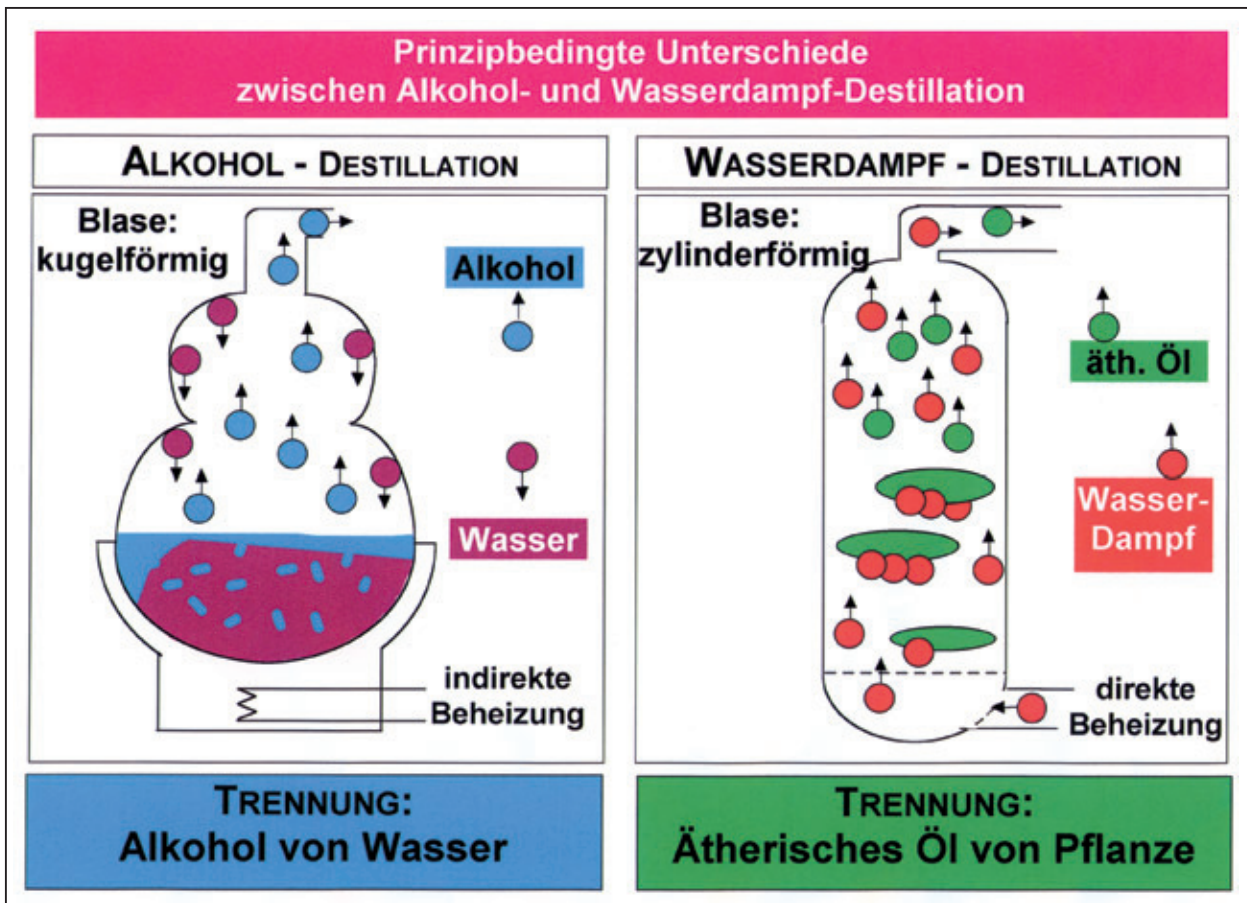 Prinzipbedingte Unterschiede
zwischen Alkohol- und Wasserdampf-Destillation
ALKOHOL - DESTILLATION
Blase:
kugelförmig
Alkohol
Wasser
indirekte
Beheizung
TRENNUNG:
Alkohol von Wasser
WASSERDAMPF - DESTILLATION
Blase:
zylinderförmig
äth. Öl
Wasser-
Dampf
direkte
Beheizung
TRENNUNG:
Ätherisches Öl von Pflanze